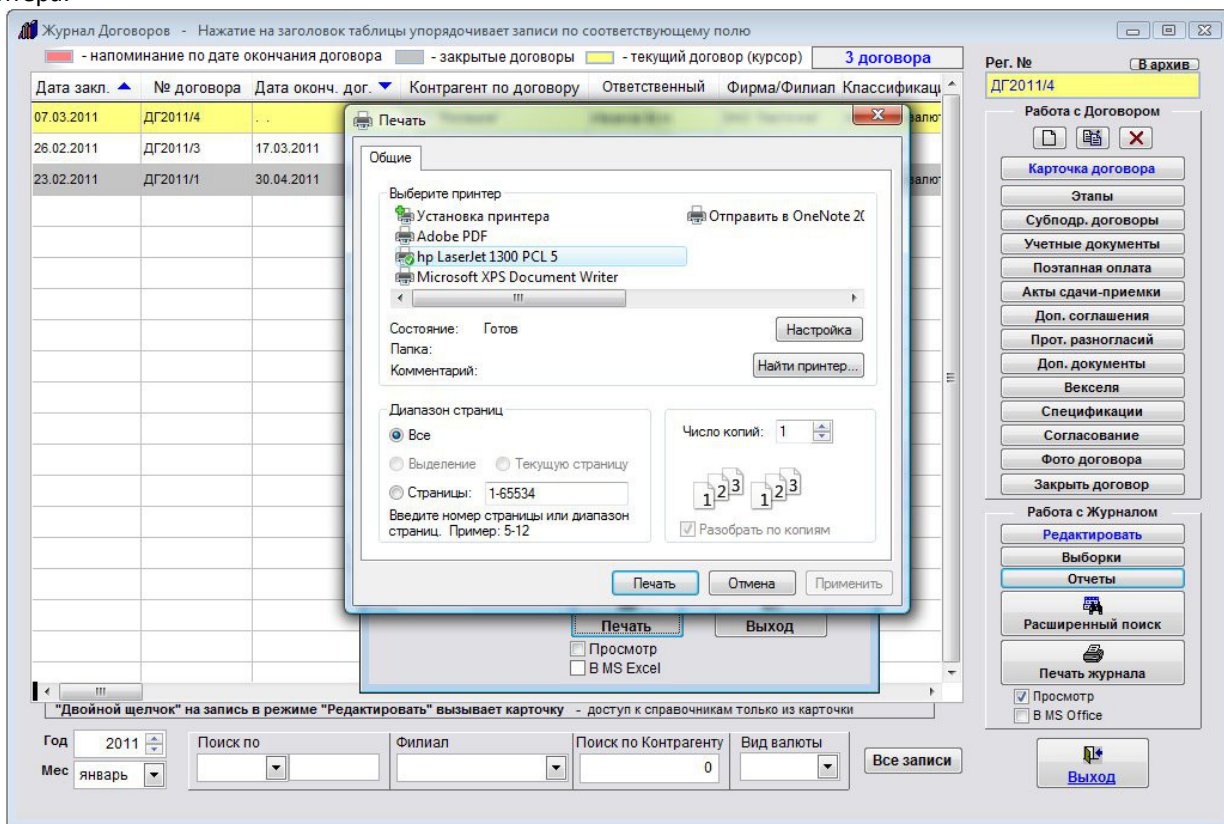 Журнал Договоров - Нажатие на заголовок таблицы упорядочивает записи по соответствующему полю
- напоминание по дате окончания договора - закрытые договоры - текущий договор (курсор) 3 договора
Дата закл. № договора Дата оконч. дог. Контрагент по договору Ответственный Фирма/Филиал Классификаци
07.03.2011 ДГ2011/4 . .
26.02.2011 ДГ2011/3 17.03.2011
23.02.2011 ДГ2011/1 30.04.2011
Печать
Общие
Выберите принтер
Установка принтера Отправить в OneNote 20
Adobe PDF
hp LaserJet 1300 PCL 5
Microsoft XPS Document Writer
Состояние: Готов
Настройка
Папка:
Комментарий:
Найти принтер...
Диапазон страниц
Все
Выделение Текущую страницу
Страницы: 1-65534
Введите номер страницы или диапазон
страниц. Пример: 5-12
Число копий: 1
1 2 3 1 2 3
Разобрать по копиям
Печать Отмена Применить
Печать Выход
Просмотр
В MS Excel
"Двойной щелчок" на запись в режиме "Редактировать" вызывает карточку - доступ к справочникам только из карточки
Год 2011
Мес январь
Поиск по
Филиал
Поиск по Контрагенту
0
Вид валюты
Все записи
Рег. № В архив
ДГ2011/4
Работа с Договором
Карточка договора
Этапы
Субподр. договоры
Учетные документы
Поэтапная оплата
Акты сдачи-приемки
Доп. соглашения
Прот. разногласий
Доп. документы
Векселя
Спецификации
Согласование
Фото договора
Закрыть договор
Работа с Журналом
Редактировать
Выборки
Отчеты
Расширенный поиск
Печать журнала
Просмотр
В MS Office
Выход